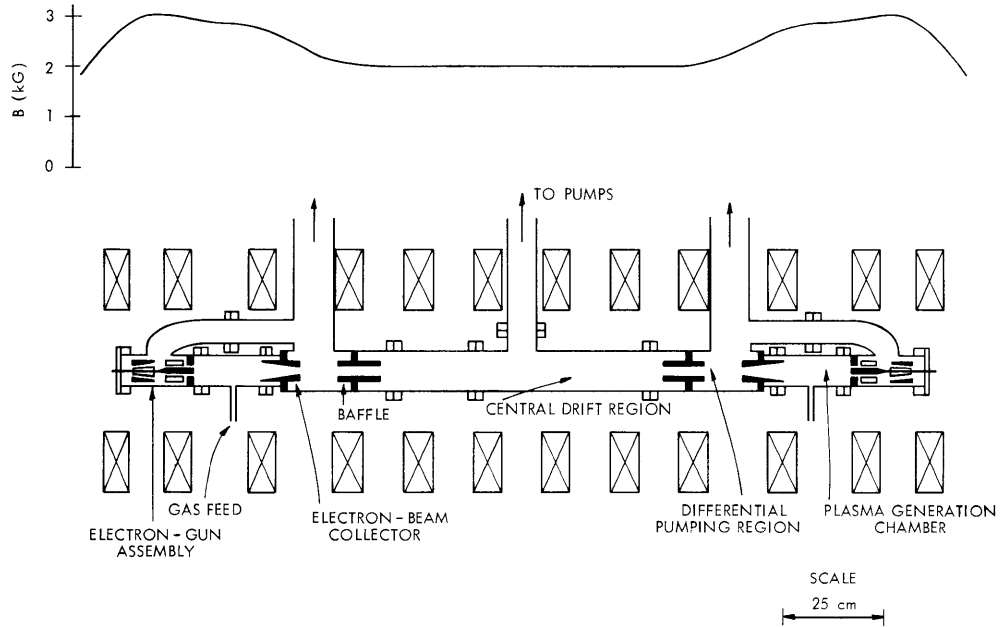 3
2
1
0
B (kG)
TO PUMPS
BAFFLE
CENTRAL DRIFT REGION
GAS FEED
ELECTRON-GUN
ASSEMBLY
ELECTRON-BEAM
COLLECTOR
DIFFERENTIAL
PUMPING REGION
PLASMA GENERATION
CHAMBER
SCALE
25 cm